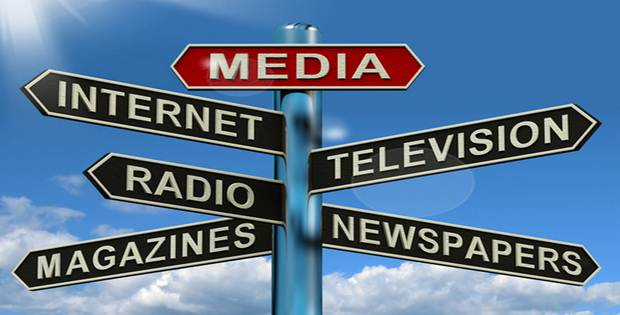 MEDIA
INTERNET
TELEVISION
RADIO
MAGAZINES
NEWSPAPERS